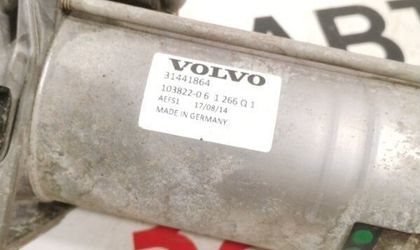 VOLVO
31441864
103822-0 6 1 266 Q 1
AEFS1 17/08/14
MADE IN GERMANY